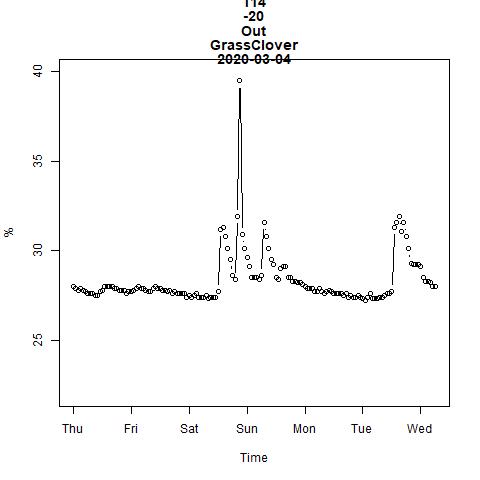 T14
-20
Out
GrassClover
2020-03-04
40
35
30
25
%
Thu Fri Sat Sun Mon Tue Wed
Time